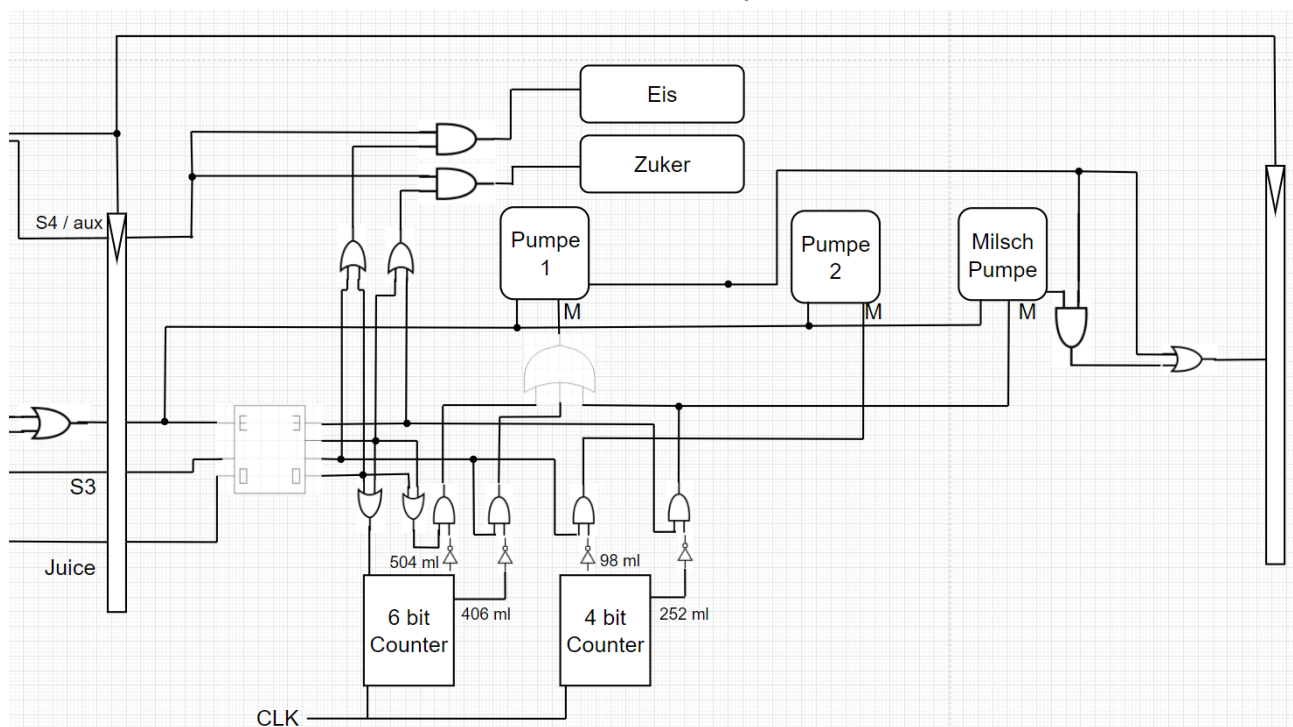 Eis
Zuker
S4 / aux
Pumpe
1
M
Pumpe
2
M
Milsch
Pumpe
M
S3
Juice
504 ml
98 ml
6 bit
Counter
406 ml
4 bit
Counter
252 ml
CLK